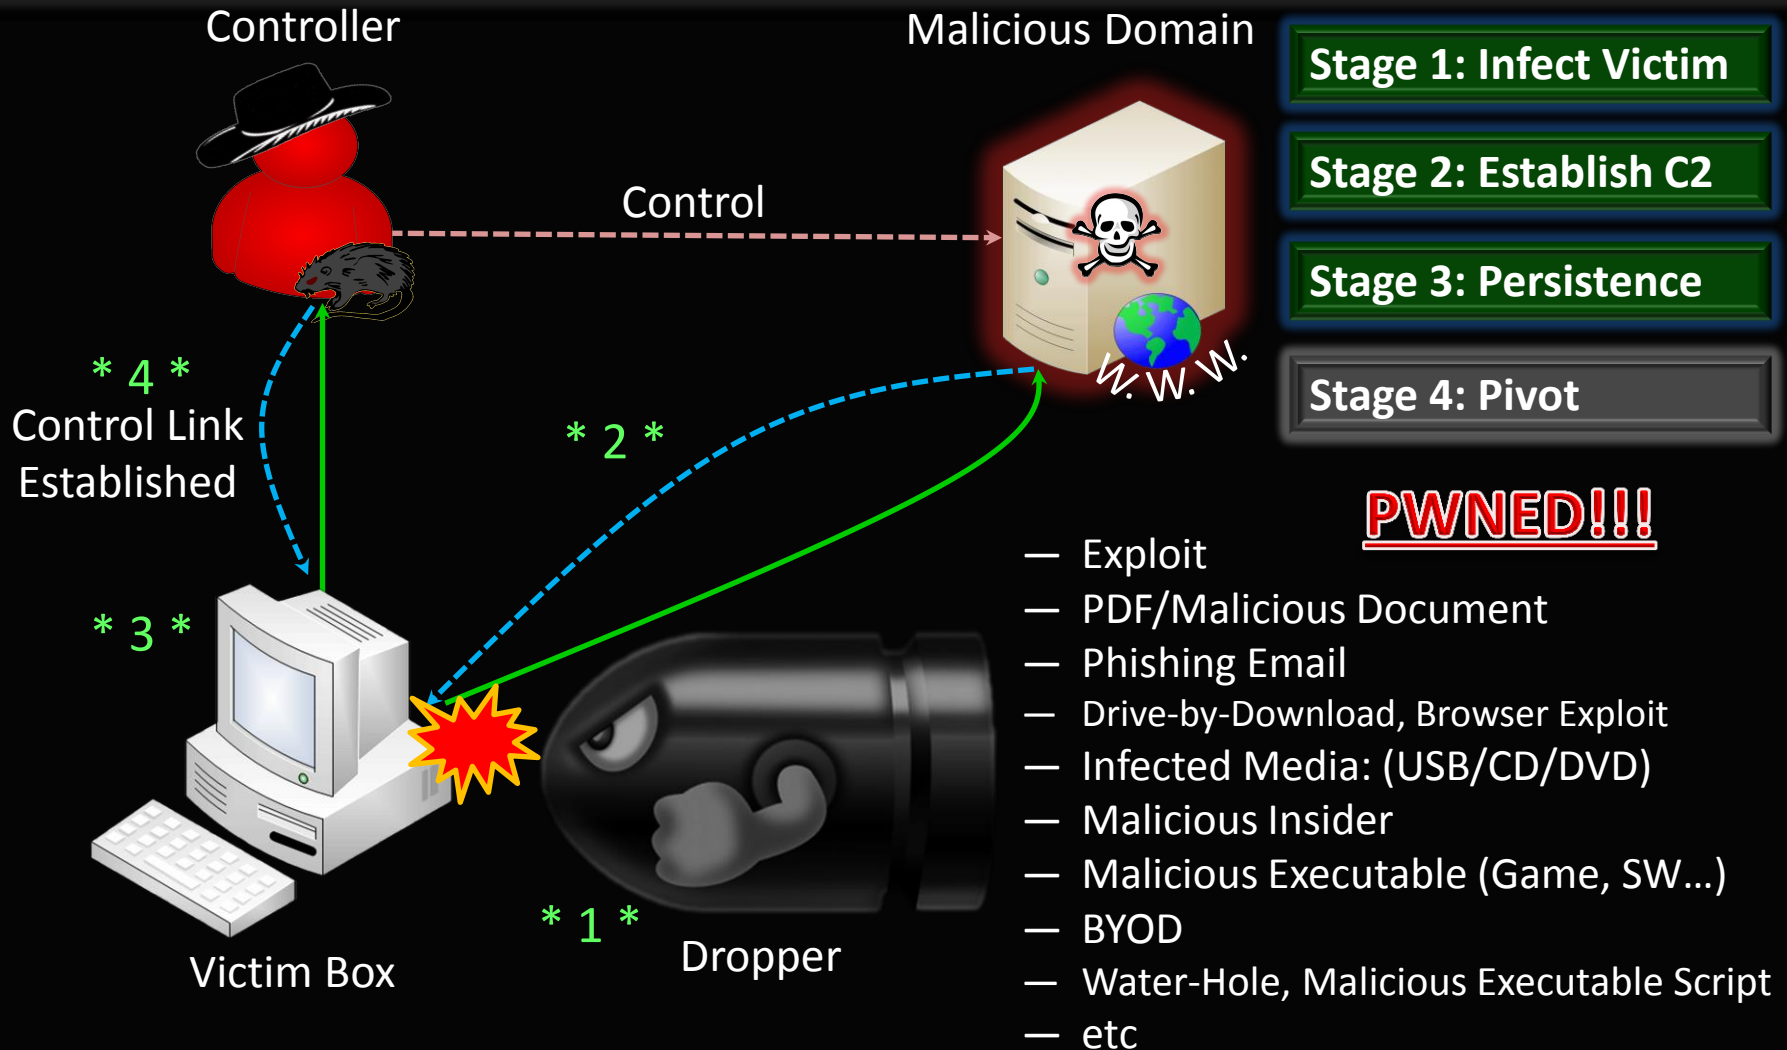 Controller
Malicious Domain
Stage 1: Infect Victim
Stage 2: Establish C2
Stage 3: Persistence
Stage 4: Pivot
Control
W. W. W.
* 4 *
Control Link
Established
* 2 *
PWNED!!!
* 3 *
* 1 *
Victim Box
Dropper
— Exploit
— PDF/Malicious Document
— Phishing Email
— Drive-by-Download, Browser Exploit
— Infected Media: (USB/CD/DVD)
— Malicious Insider
— Malicious Executable (Game, SW…)
— BYOD
— Water-Hole, Malicious Executable Script
— etc